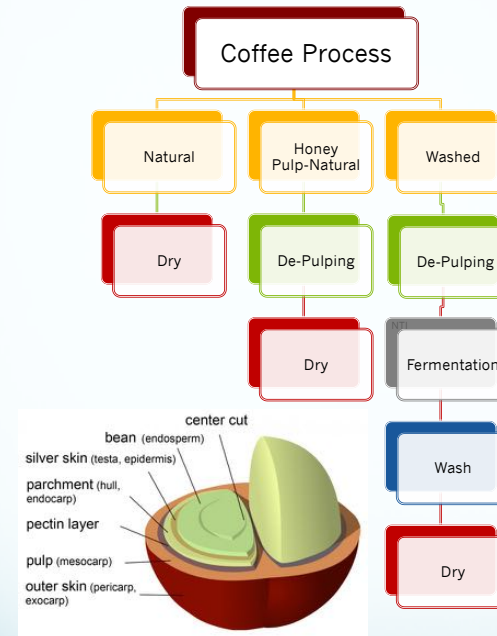 Coffee Process
Natural
Honey
Pulp-Natural
Washed
Dry
De-Pulping
De-Pulping
NTI
Dry
Fermentation
Wash
Dry
center cut
bean (endosperm)
silver skin (testa, epidermis)
parchment (hull,
endocarp)
pectin layer
pulp (mesocarp)
outer skin (pericarp,
exocarp)